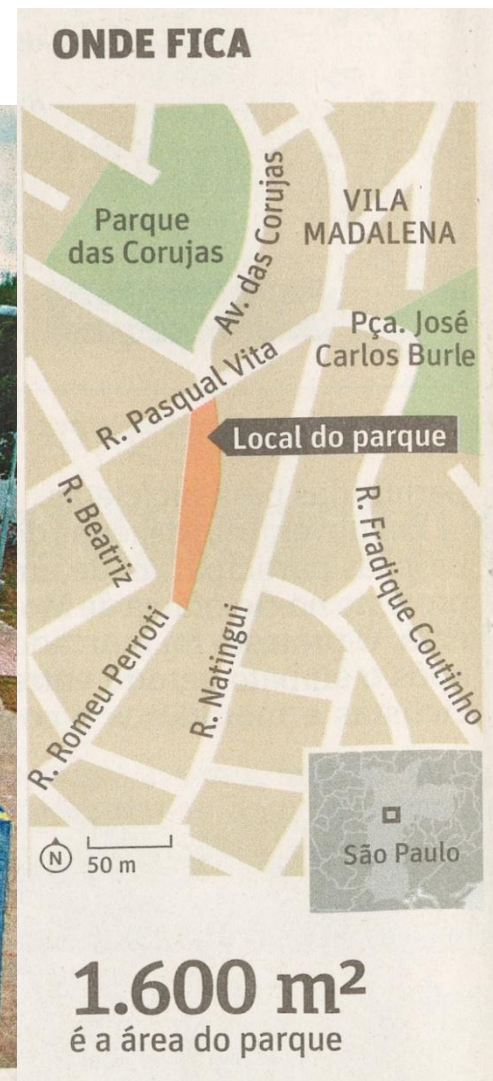 ONDE FICA
Parque
das Corujas
Av. das Corujas
VILA
MADALENA
Pça. José
Carlos Burle
R. Pasqual Vita
Local do parque
R. Beatriz
R. Fradique Coutinho
R. Romeu Perroti
R. Natingui
N
50 m
São Paulo
1.600 m²
é a área do parque